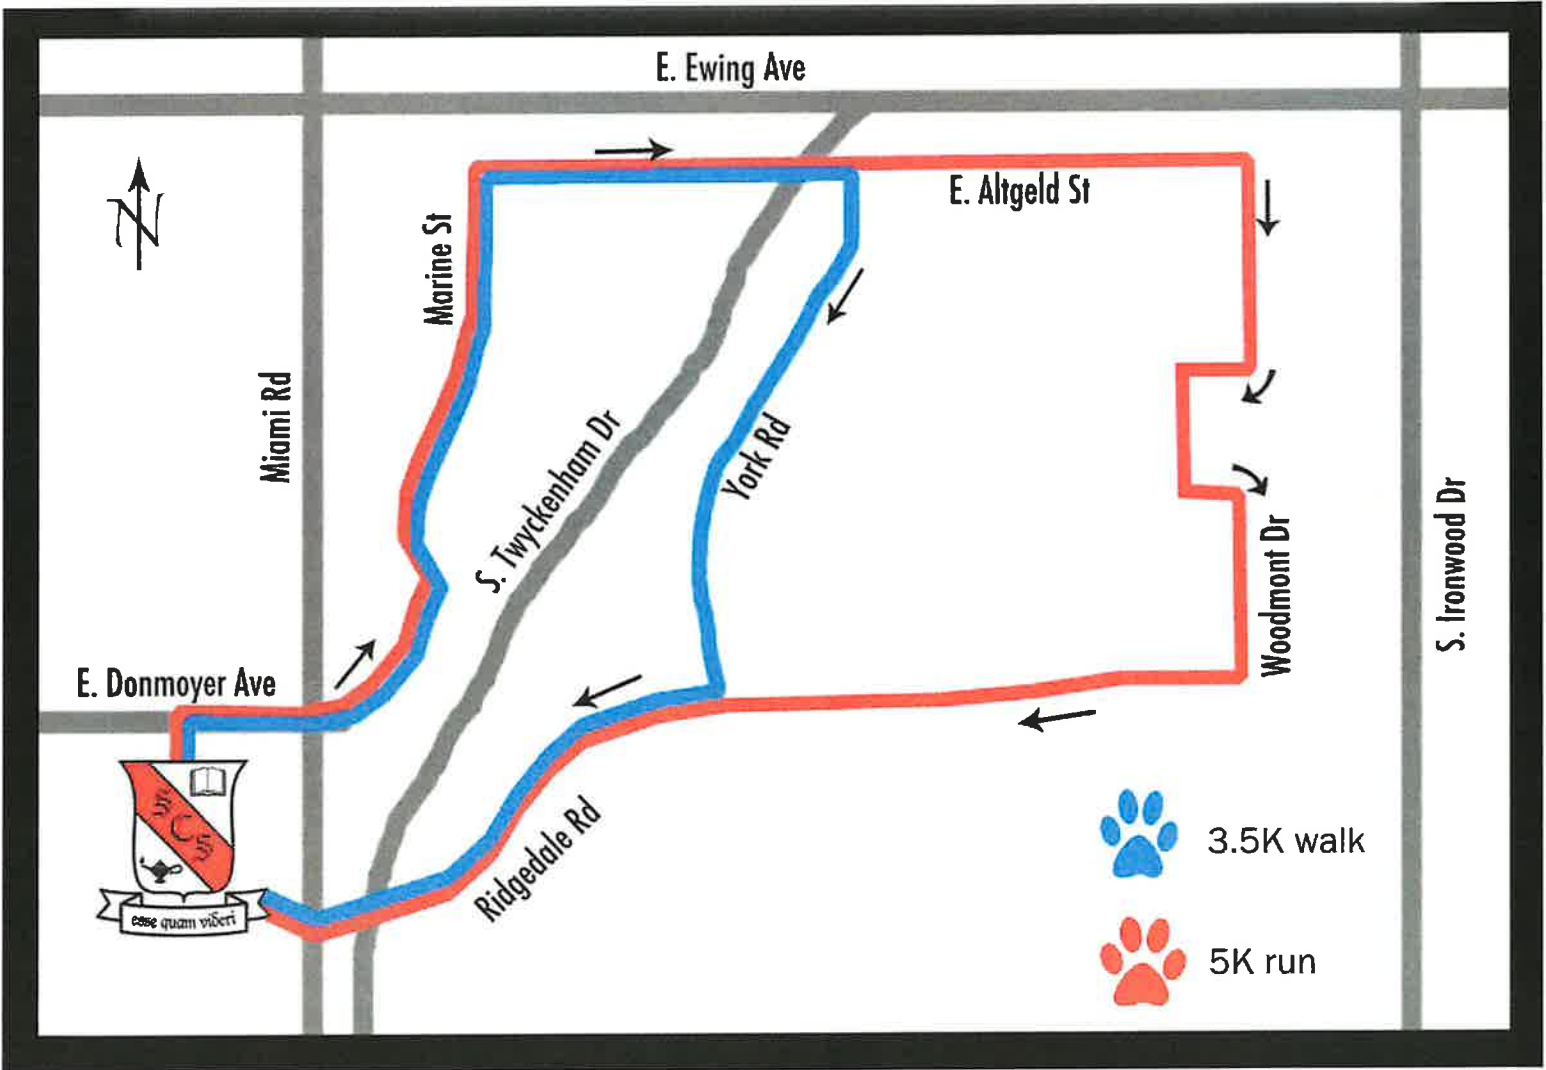 E. Ewing Ave
N
E. Altgeld St
Marine St
Miami Rd
S. Twyckenham Dr
York Rd
Woodmont Dr
S. Ironwood Dr
E. Donmoyer Ave
SCS
esse quam videri
Ridgedale Rd
3.5K walk
5K run